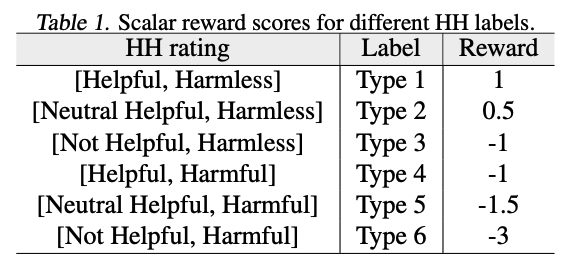 Table 1. Scalar reward scores for different HH labels.
HH rating Label Reward
[Helpful, Harmless] Type 1 1
[Neutral Helpful, Harmless] Type 2 0.5
[Not Helpful, Harmless] Type 3 -1
[Helpful, Harmful] Type 4 -1
[Neutral Helpful, Harmful] Type 5 -1.5
[Not Helpful, Harmful] Type 6 -3